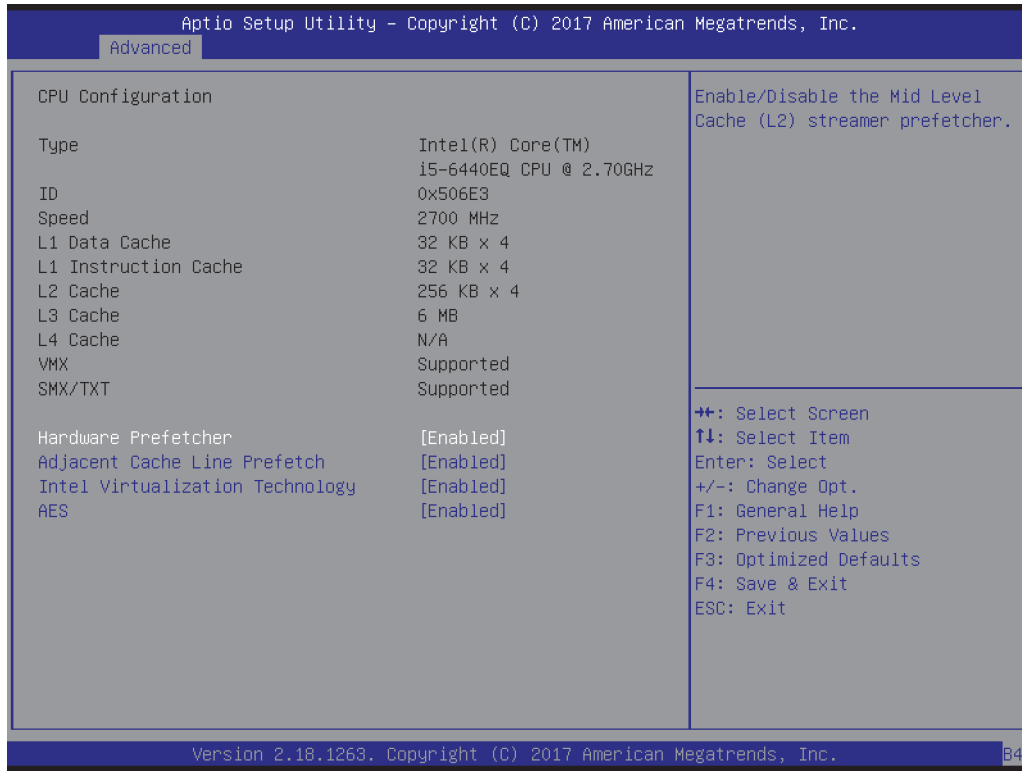 Aptio Setup Utility – Copyright (C) 2017 American Megatrends, Inc.
Advanced
CPU Configuration
Type Intel(R) Core(TM)
i5-6440EQ CPU @ 2.70GHz
ID 0x506E3
Speed 2700 MHz
L1 Data Cache 32 KB x 4
L1 Instruction Cache 32 KB x 4
L2 Cache 256 KB x 4
L3 Cache 6 MB
L4 Cache N/A
VMX Supported
SMX/TXT Supported
Hardware Prefetcher [Enabled]
Adjacent Cache Line Prefetch [Enabled]
Intel Virtualization Technology [Enabled]
AES [Enabled]
Enable/Disable the Mid Level
Cache (L2) streamer prefetcher.
→←: Select Screen
↑↓: Select Item
Enter: Select
+/-: Change Opt.
F1: General Help
F2: Previous Values
F3: Optimized Defaults
F4: Save & Exit
ESC: Exit
Version 2.18.1263. Copyright (C) 2017 American Megatrends, Inc.
B4